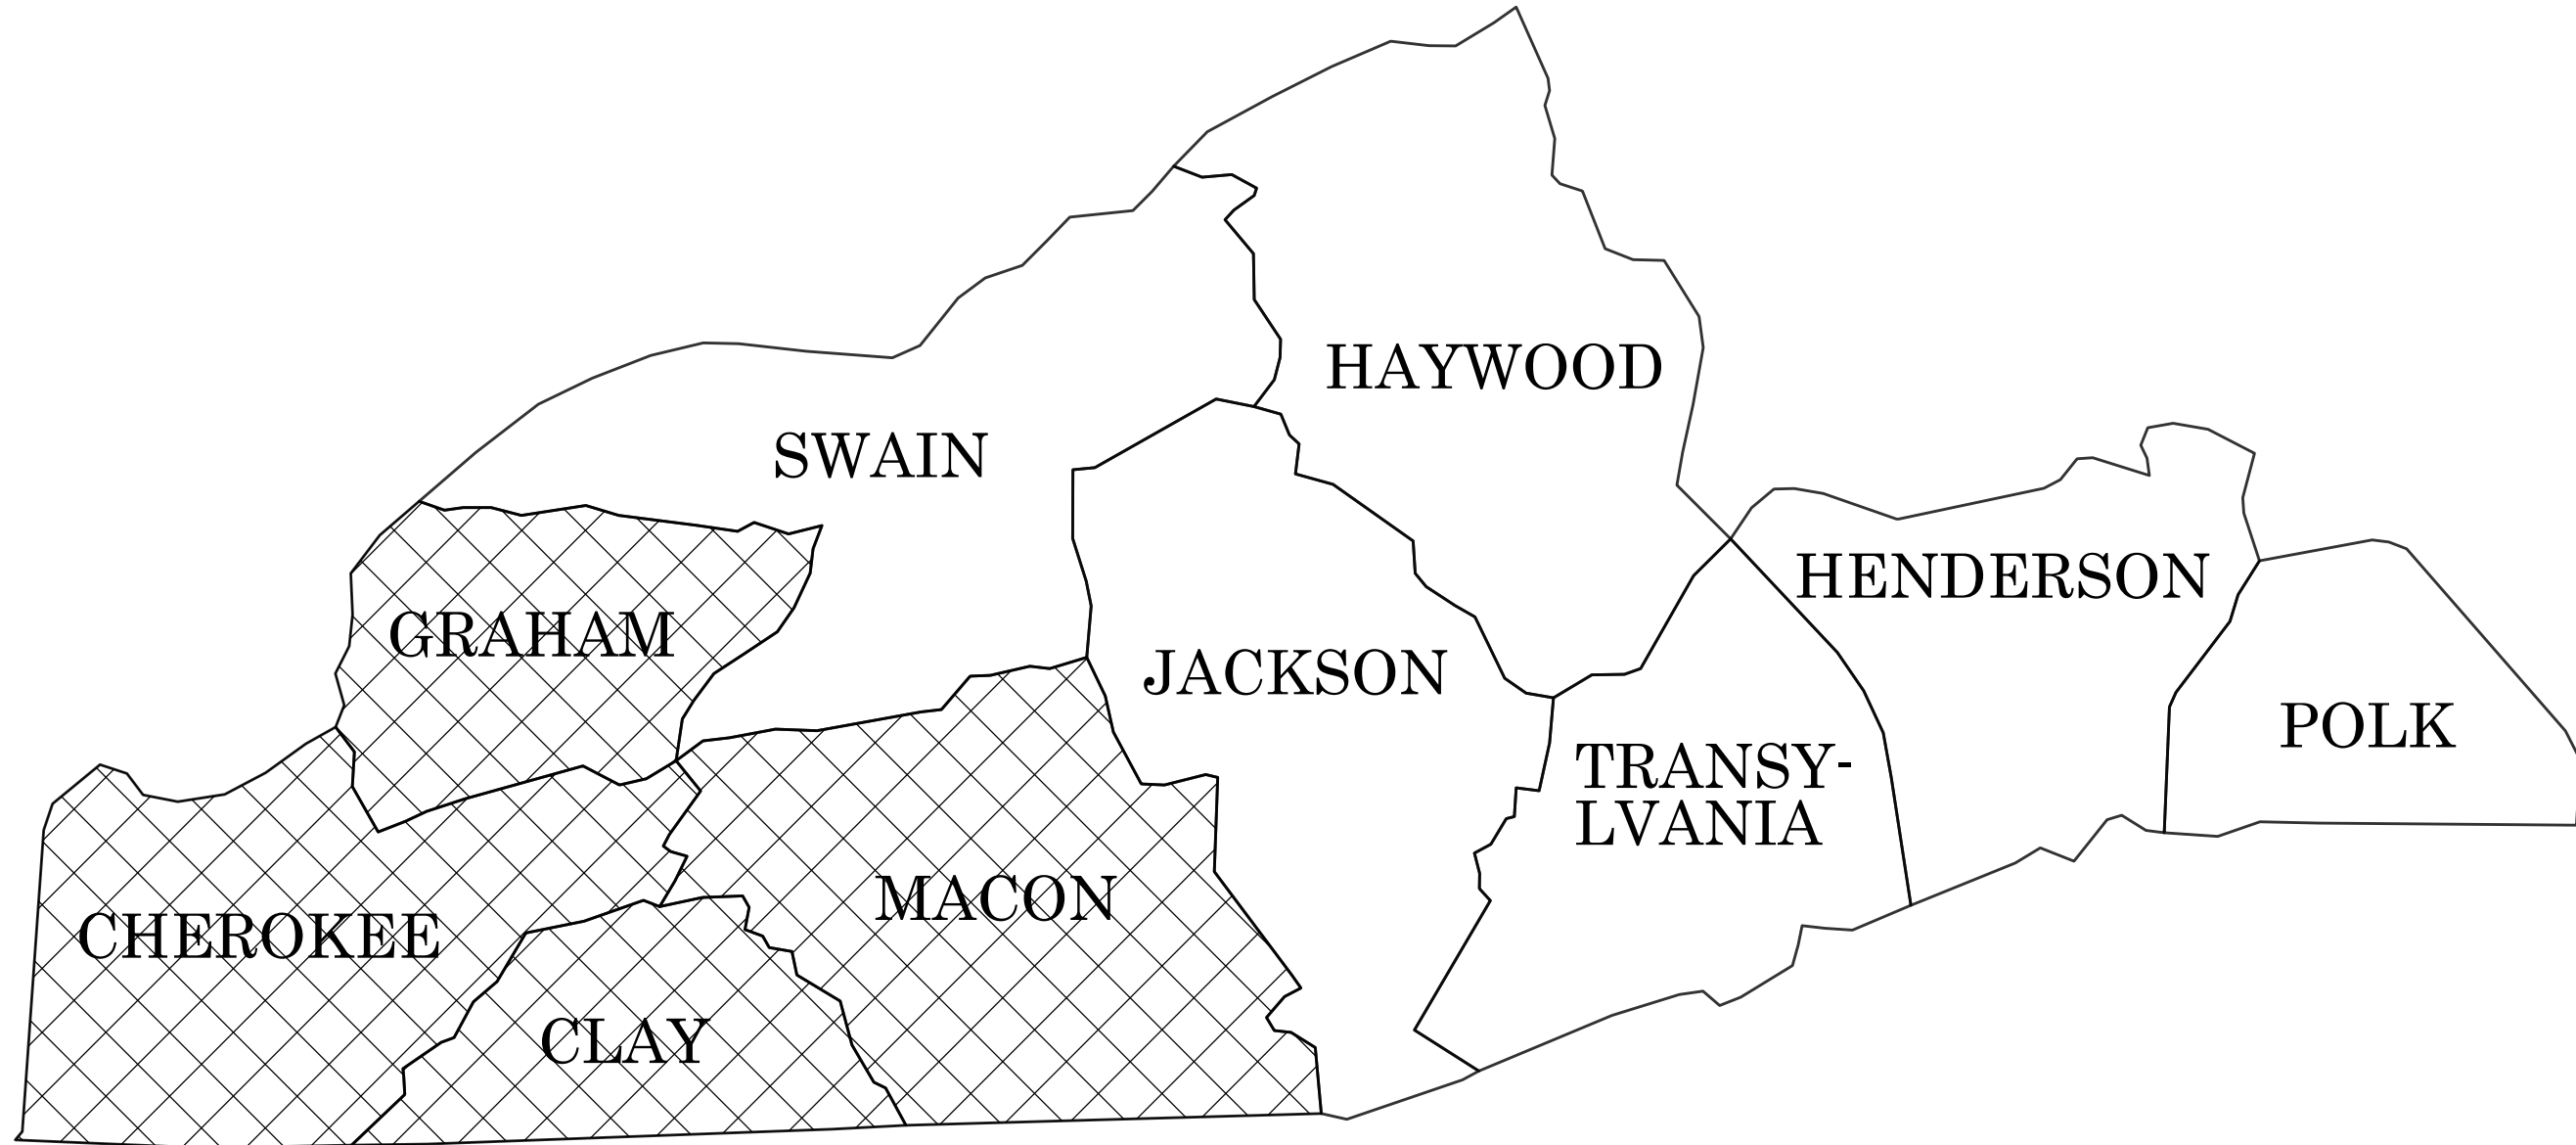 HAYWOOD
SWAIN
HENDERSON
GRAHAM
JACKSON
POLK
TRANSY-
LVANIA
MACON
CHEROKEE
CLAY